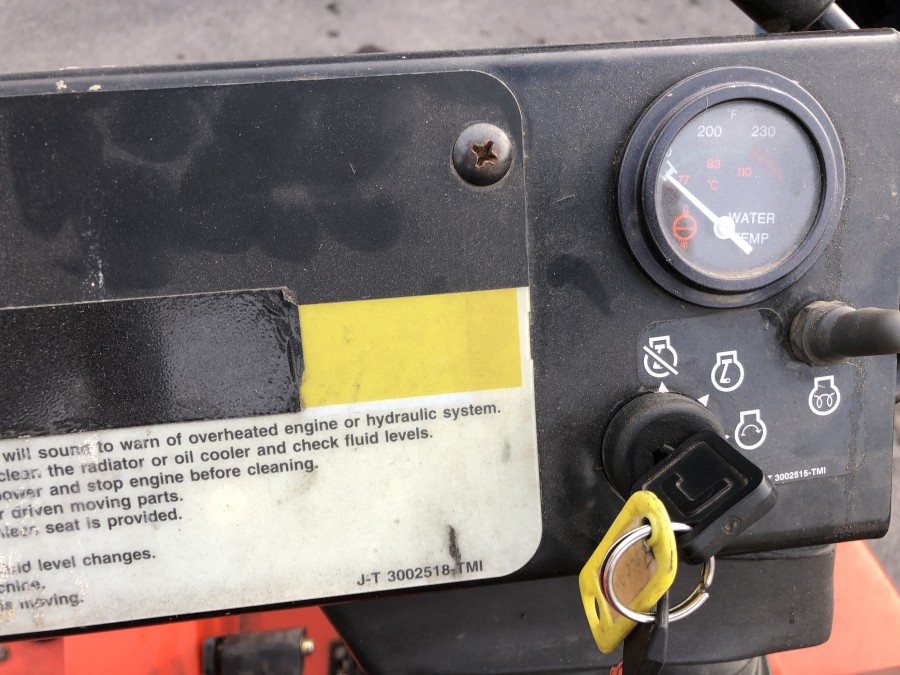 F
200 230
93 110
77
°C
WATER
TEMP
will sound to warn of overheated engine or hydraulic system.
clean the radiator or oil cooler and check fluid levels.
power and stop engine before cleaning.
driven moving parts.
seat is provided.
level changes.
moving.
J-T 3002518-TMI
T 3002515-TMI